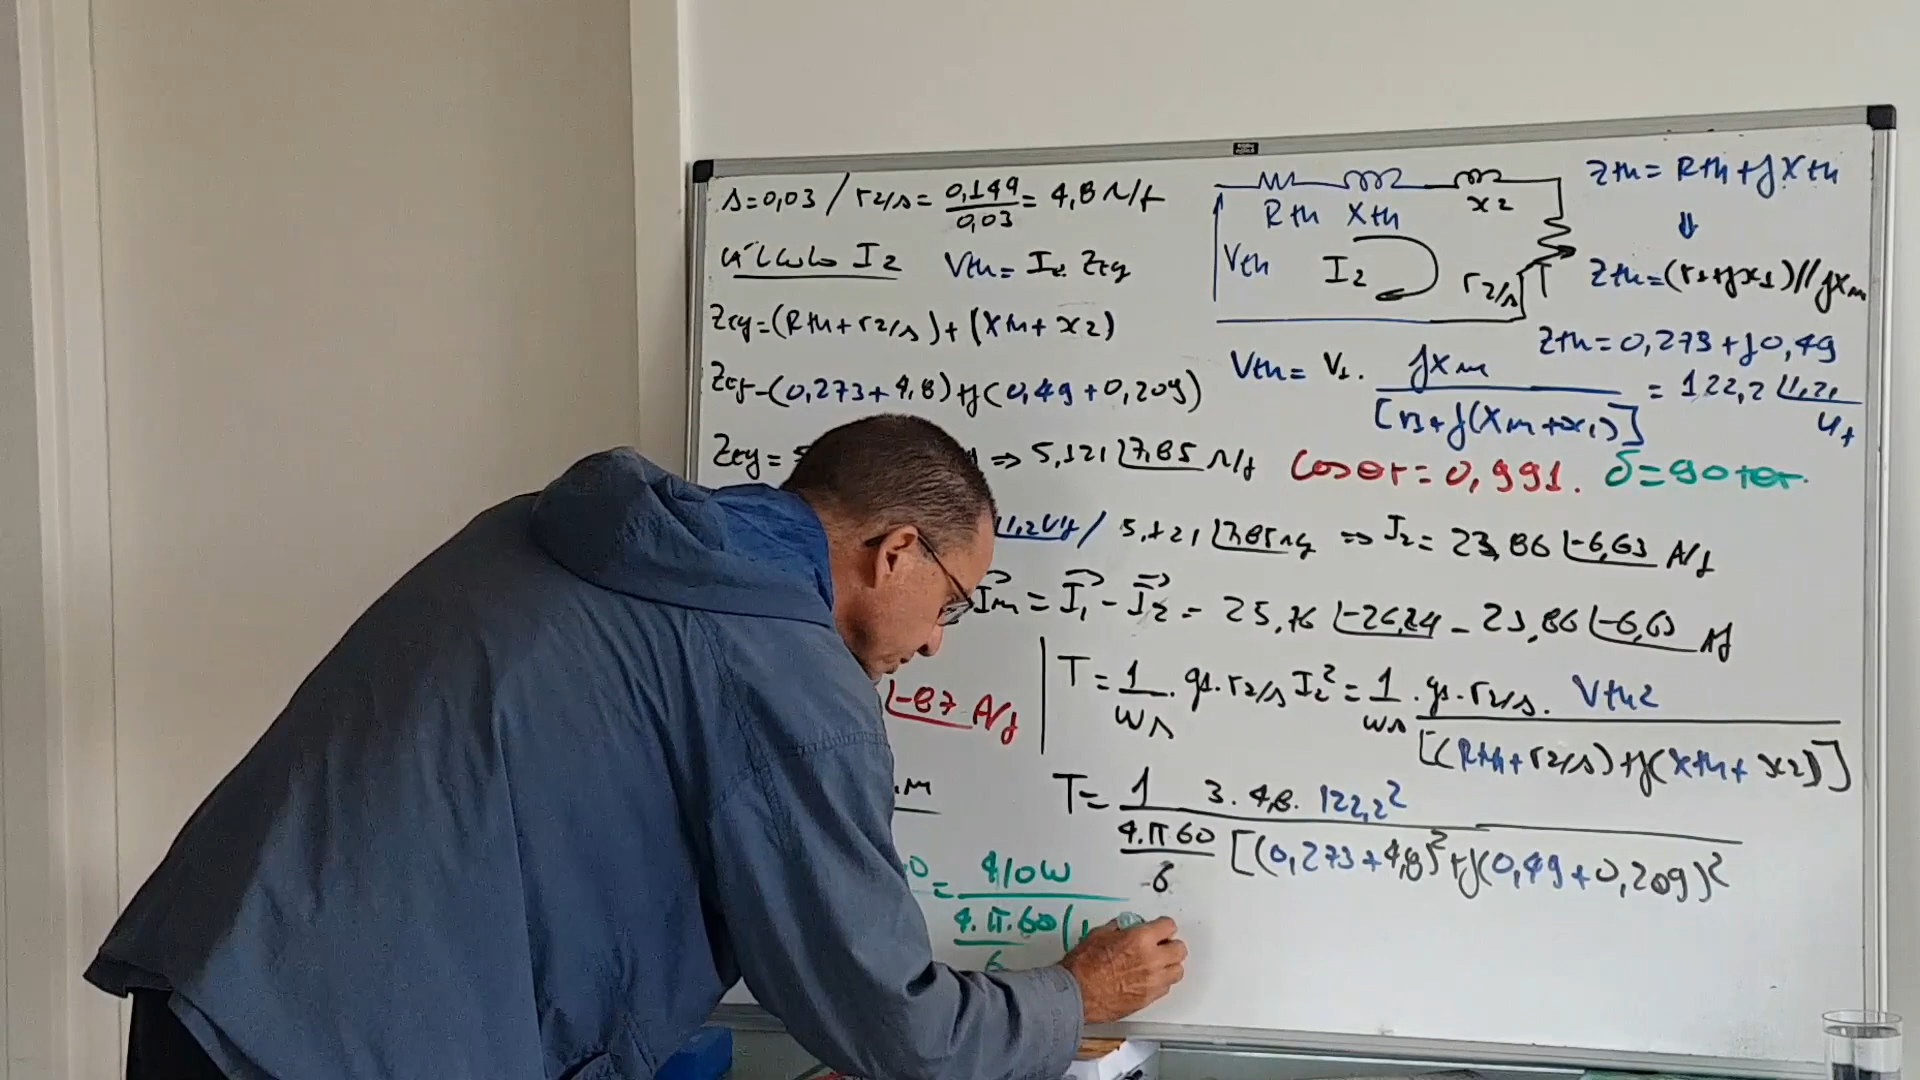 s=0,03 / r2/s = 0,149/0,03 = 4,8 Ω/f
cálculo I2 Vth = I2 Zeq
Zeq=(Rth+r2/s)+(Xth+x2)
Zeq=(0,273+4,8)+j(0,49+0,209)
Zeq = 5,121∠7,85 Ω/f
/ 5,121∠7,85 Ω/f ⇒ I2= 23,86∠-6,63 A/f
Im = I1 - I2 = 25,76∠-26,24 - 23,86∠-6,63 A/f
∠-87 A/f
.m
= 410W
4.π.60
6
Rth Xth x2
Vth I2 r2/s T
Zth= Rth+jXth
⇓
Zth=(r1+jx1)//jXm
Zth=0,273+j0,49
Vth= V1. jXm/[r1+j(Xm+x1)] = 122,2∠1,21
cosθr=0,991. δ=90+θr.
T=1/ws . q1.r2/s I2² = 1/ws . q1.r2/s. Vth2
[(Rth+r2/s)+j(Xth+x2)]
T= 1 3. 4,8. 122,2²
4.π60/6 [(0,273+4,8)²+j(0,49+0,209)²